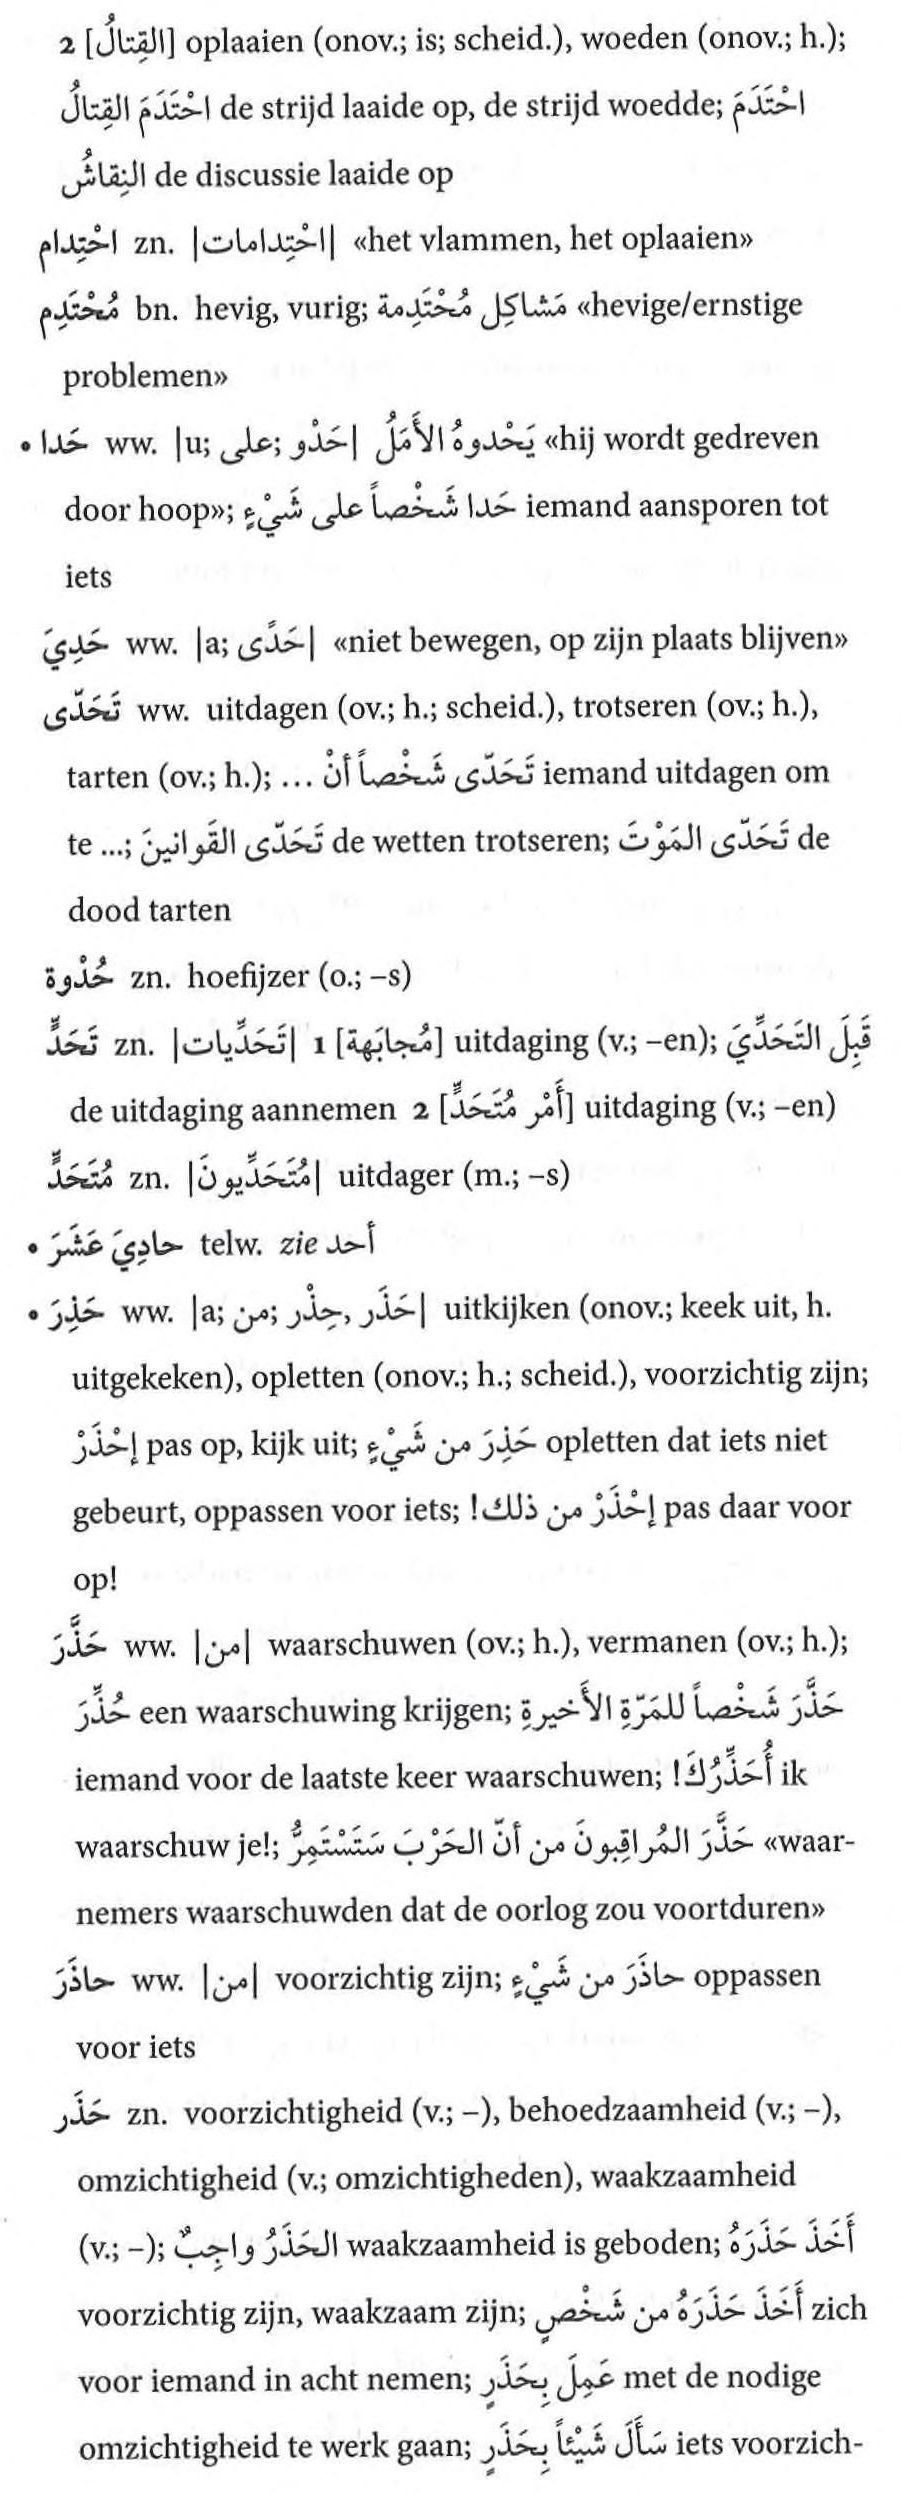 2 [القِتالُ] oplaaien (onov.; is; scheid.), woeden (onov.; h.);
احْتَدَمَ القِتالُ de strijd laaide op, de strijd woedde; احْتَدَمَ
النِقاشُ de discussie laaide op
احْتِدام zn. |احْتِدامات| «het vlammen, het oplaaien»
مُحْتَدِم bn. hevig, vurig; مَشاكِل مُحْتَدِمة «hevige/ernstige
problemen»
• حَدا ww. |u; حَدْو ;على| يَحْدوهُ الأَمَلُ «hij wordt gedreven
door hoop»; حَدا شَخْصاً على شَيْءٍ iemand aansporen tot
iets
حَدِيَ ww. |a; حَدًى| «niet bewegen, op zijn plaats blijven»
تَحَدّى ww. uitdagen (ov.; h.; scheid.), trotseren (ov.; h.),
tarten (ov.; h.); تَحَدّى شَخْصاً أنْ ... iemand uitdagen om
te ...; تَحَدّى القَوانينَ de wetten trotseren; تَحَدّى المَوْتَ de
dood tarten
حُدْوة zn. hoefijzer (o.; –s)
تَحَدٍّ zn. |تَحَدِّيات| 1 [مُجابَهة] uitdaging (v.; –en); قَبِلَ التَحَدِّيَ
de uitdaging aannemen 2 [أَمْر مُتَحَدًّ] uitdaging (v.; –en)
مُتَحَدٍّ zn. |مُتَحَدِّيونَ| uitdager (m.; –s)
• حادِيَ عَشَرَ telw. zie أحد
• حَذِرَ ww. |a; حَذَر ,حِذْر ;من| uitkijken (onov.; keek uit, h.
uitgekeken), opletten (onov.; h.; scheid.), voorzichtig zijn;
إحْذَرْ pas op, kijk uit; حَذِرَ من شَيْءٍ opletten dat iets niet
gebeurt, oppassen voor iets; إحْذَرْ من ذلك! pas daar voor
op!
حَذَّرَ ww. |من| waarschuwen (ov.; h.), vermanen (ov.; h.);
حُذِّرَ een waarschuwing krijgen; حَذَّرَ شَخْصاً للمَرّةِ الأَخيرةِ
iemand voor de laatste keer waarschuwen; أُحَذِّرُكَ! ik
waarschuw je!; حَذَّرَ المُراقِبونَ من أنّ الحَرْبَ سَتَسْتَمِرُّ «waar-
nemers waarschuwden dat de oorlog zou voortduren»
حاذَرَ ww. |من| voorzichtig zijn; حاذَرَ من شَيْءٍ oppassen
voor iets
حَذَر zn. voorzichtigheid (v.; –), behoedzaamheid (v.; –),
omzichtigheid (v.; omzichtigheden), waakzaamheid
(v.; –); الحَذَرُ واجِبٌ waakzaamheid is geboden; أَخَذَ حَذَرَهُ
voorzichtig zijn, waakzaam zijn; أَخَذَ حَذَرَهُ من شَخْصٍ zich
voor iemand in acht nemen; عَمِلَ بِحَذَرٍ met de nodige
omzichtigheid te werk gaan; سَأَلَ شَيْئاً بِحَذَرٍ iets voorzich-